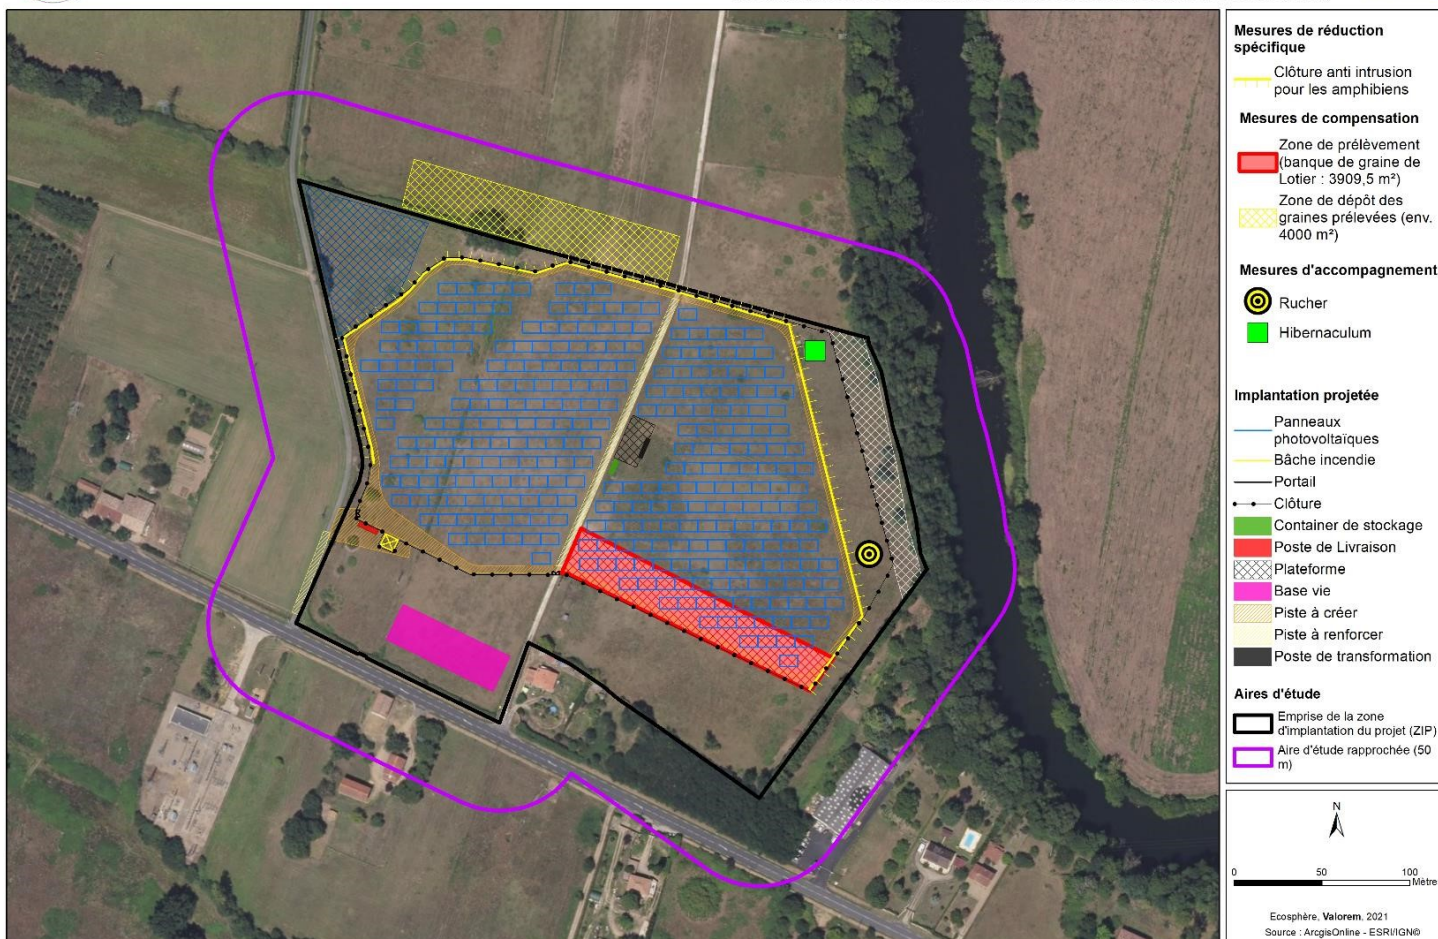 Mesures de réduction
spécifique
Clôture anti intrusion
pour les amphibiens
Mesures de compensation
Zone de prélèvement
(banque de graine de
Lotier : 3909,5 m²)
Zone de dépôt des
graines prélevées (env.
4000 m²)
Mesures d'accompagnement
Rucher
Hibernaculum
Implantation projetée
Panneaux
photovoltaïques
Bâche incendie
Portail
Clôture
Container de stockage
Poste de Livraison
Plateforme
Base vie
Piste à créer
Piste à renforcer
Poste de transformation
Aires d'étude
Emprise de la zone
d'implantation du projet (ZIP)
Aire d'étude rapprochée (50
m)
N
0 50 100
Mètre
Ecosphère, Valorem, 2021
Source : ArcgisOnline - ESRI/IGN©